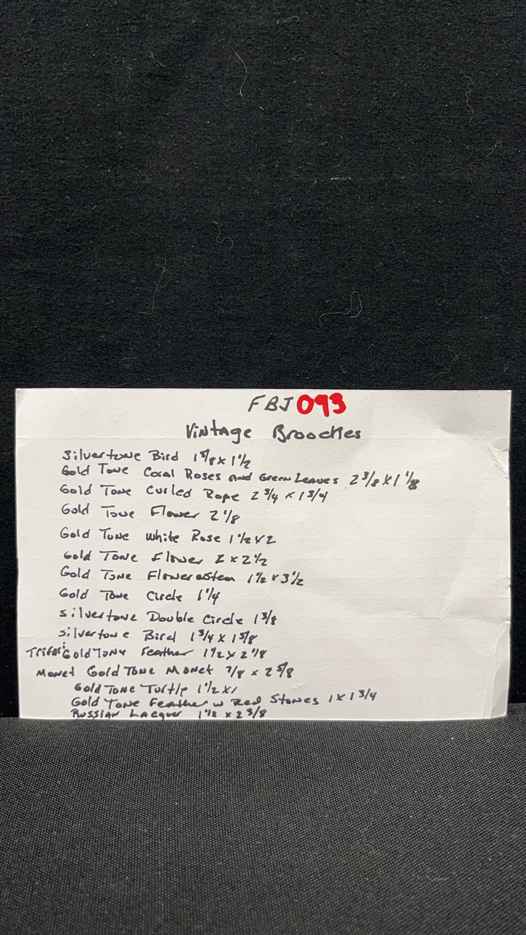 FBJ 093
Vintage Brooches
Silvertone Bird 1 5/8 x 1 1/2
Gold Tone Coral Roses and Green Leaves 2 3/8 x 1 1/8
Gold Tone Curled Rope 2 3/4 x 1 3/4
Gold Tone Flower 2 1/8
Gold Tone White Rose 1 1/2 x 2
Gold Tone Flower 2 x 2 1/2
Gold Tone Flower 1 1/2 x 3 1/2
Gold Tone Circle 1 1/4
Silvertone Double Circle 1 3/8
Silvertone Bird 1 3/4 x 1 5/8
Trifari Gold Tone Feather 1 1/2 x 2 1/8
Monet Gold Tone Monet 7/8 x 2 5/8
Gold Tone Turtle 1 1/2 x 1
Gold Tone Feather w Red Stones 1 x 1 3/4
Russian Lacquer 1 1/2 x 2 3/8